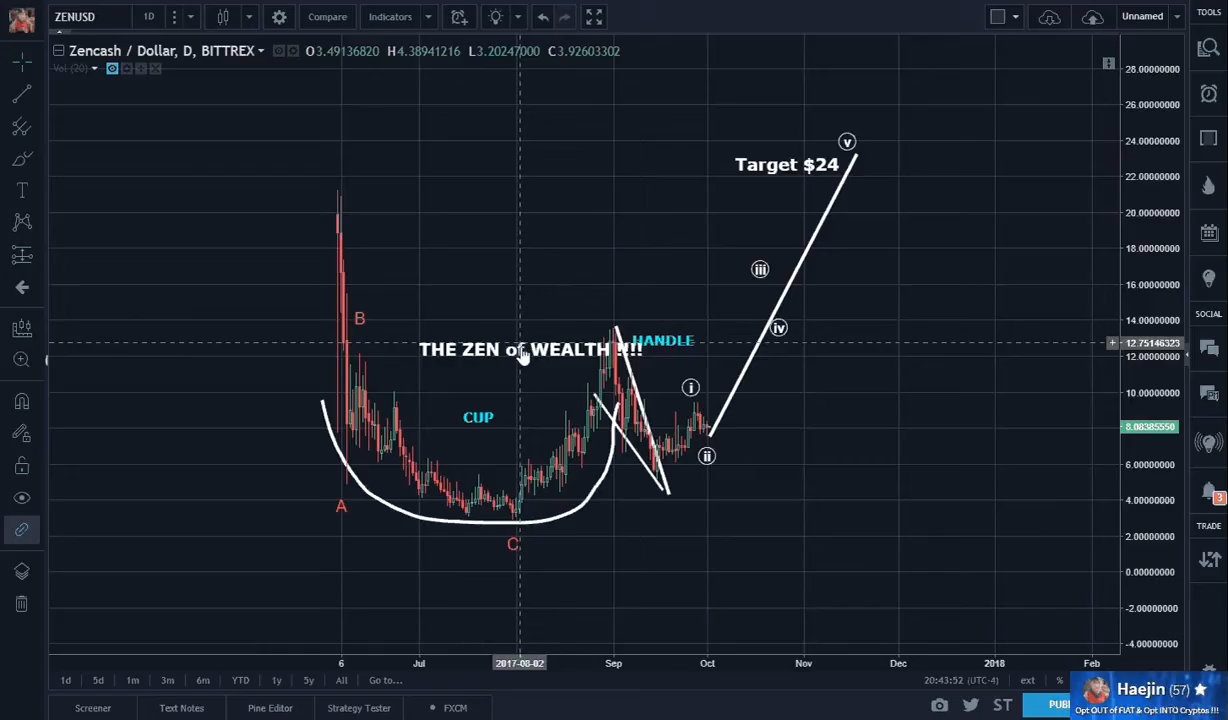 ZENUSD 1D Compare Indicators Unnamed TOOLS
Zencash / Dollar, D, BITTREX O3.49136820 H4.38941216 L3.20247000 C3.92603302
Vol (20)
28.00000000
26.00000000
24.00000000
22.00000000
20.00000000
18.00000000
16.00000000
14.00000000
12.75146323
12.00000000
10.00000000
8.08385550
6.00000000
4.00000000
2.00000000
0.00000000
-2.00000000
-4.00000000
v
Target $24
iii
iv
B
HANDLE
THE ZEN of WEALTH !!!!
i
CUP
ii
A
C
SOCIAL
3
TRADE
6 Jul 2017-08-02 Sep Oct Nov Dec 2018 Feb
1d 5d 1m 3m 6m YTD 1y 5y All Go to... 20:43:52 (UTC-4) ext %
Screener Text Notes Pine Editor Strategy Tester FXCM ST PUB
Haejin (57)
Opt OUT of FIAT & Opt INTO Cryptos !!!